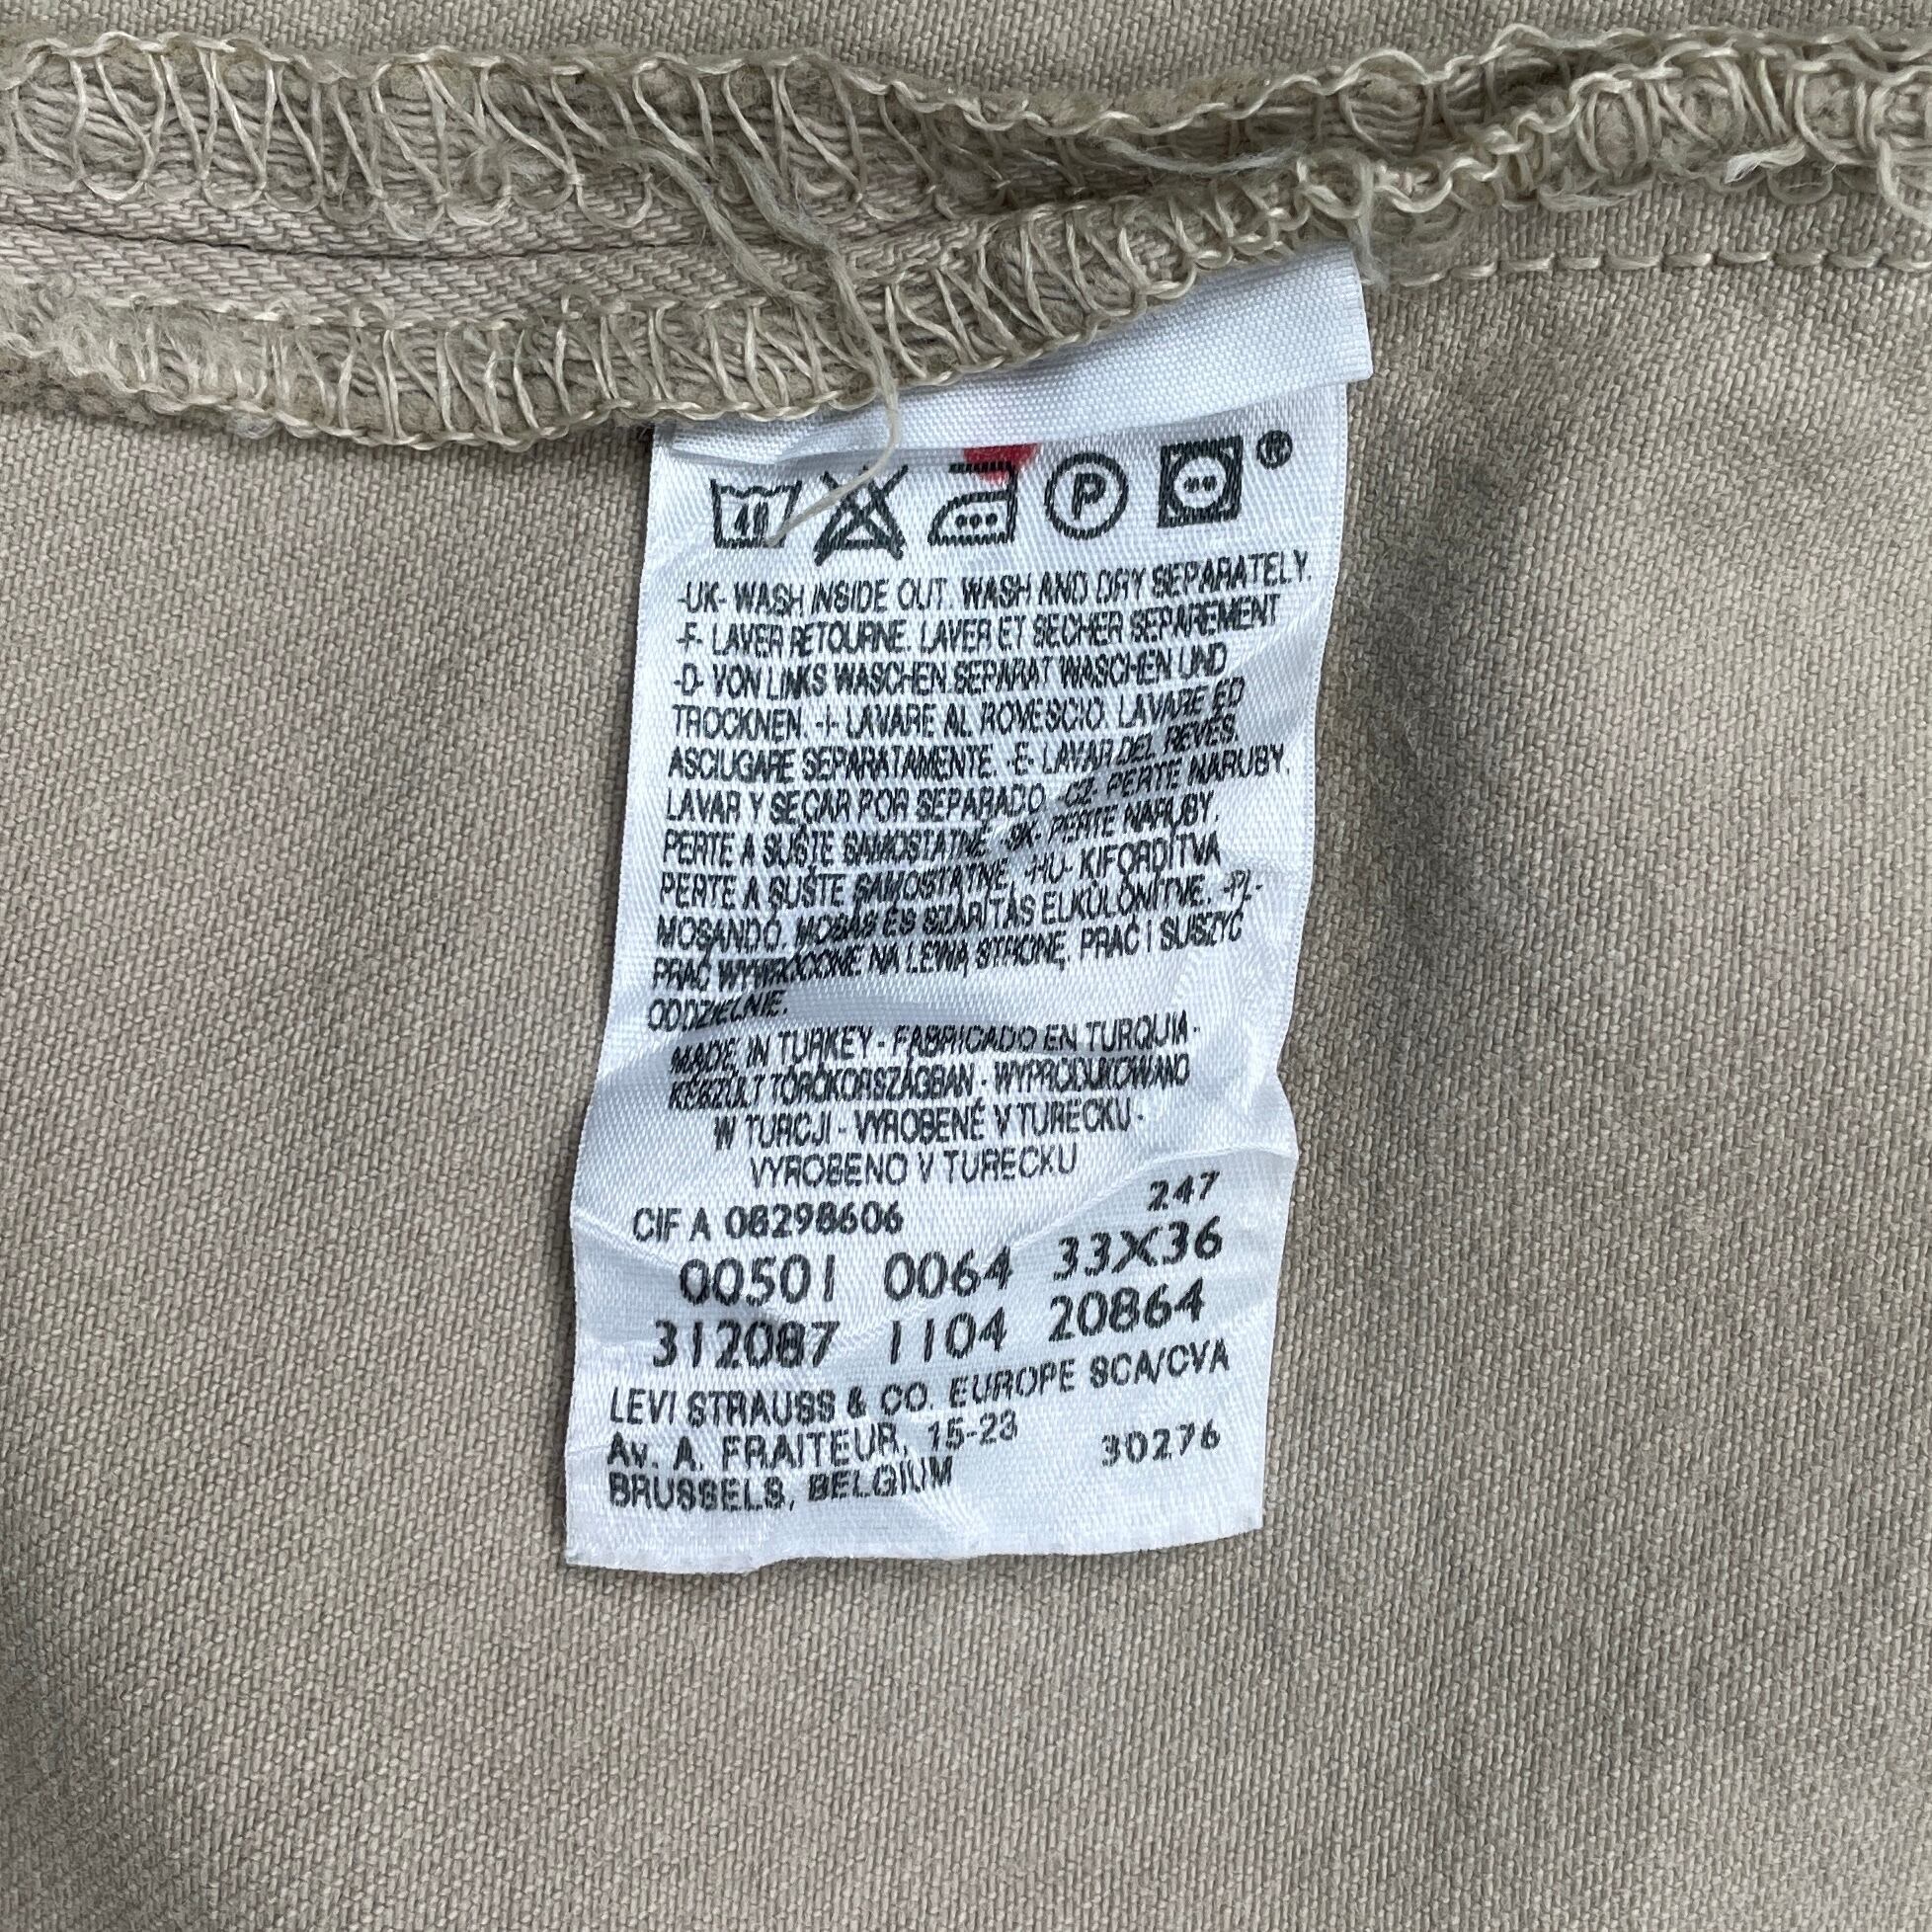 40 P ®
-UK- WASH INSIDE OUT. WASH AND DRY SEPARATELY.
-F- LAVER RETOURNE. LAVER ET SECHER SEPAREMENT
-D- VON LINKS WASCHEN. SEPARAT WASCHEN UND
TROCKNEN. -I- LAVARE AL ROVESCIO. LAVARE ED
ASCIUGARE SEPARATAMENTE. -E- LAVAR DEL REVÉS.
LAVAR Y SECAR POR SEPARADO. -CZ- PERTE NARUBY.
PERTE A SUŠTE SAMOSTATNĚ. -SK- PERTE NARUBY.
PERTE A SUŠTE SAMOSTATNE. -HU- KIFORDÍTVA
MOSANDÓ. MOSÁS ÉS SZÁRÍTÁS ELKÜLÖNÍTVE. -PL-
PRAĆ WYWRÓCONE NA LEWĄ STRONĘ, PRAĆ I SUSZYĆ
ODDZIELNIE.
MADE IN TURKEY - FABRICADO EN TURQUIA -
KÉSZÜLT TÖRÖKORSZÁGBAN - WYPRODUKOWANO
W TURCJI - VYROBENÉ V TURECKU -
VYROBENO V TURECKU
CIF A 08298606 247
00501 0064 33X36
312087 1104 20864
LEVI STRAUSS & CO. EUROPE SCA/CVA
AV. A. FRAITEUR, 15-23 30276
BRUSSELS, BELGIUM